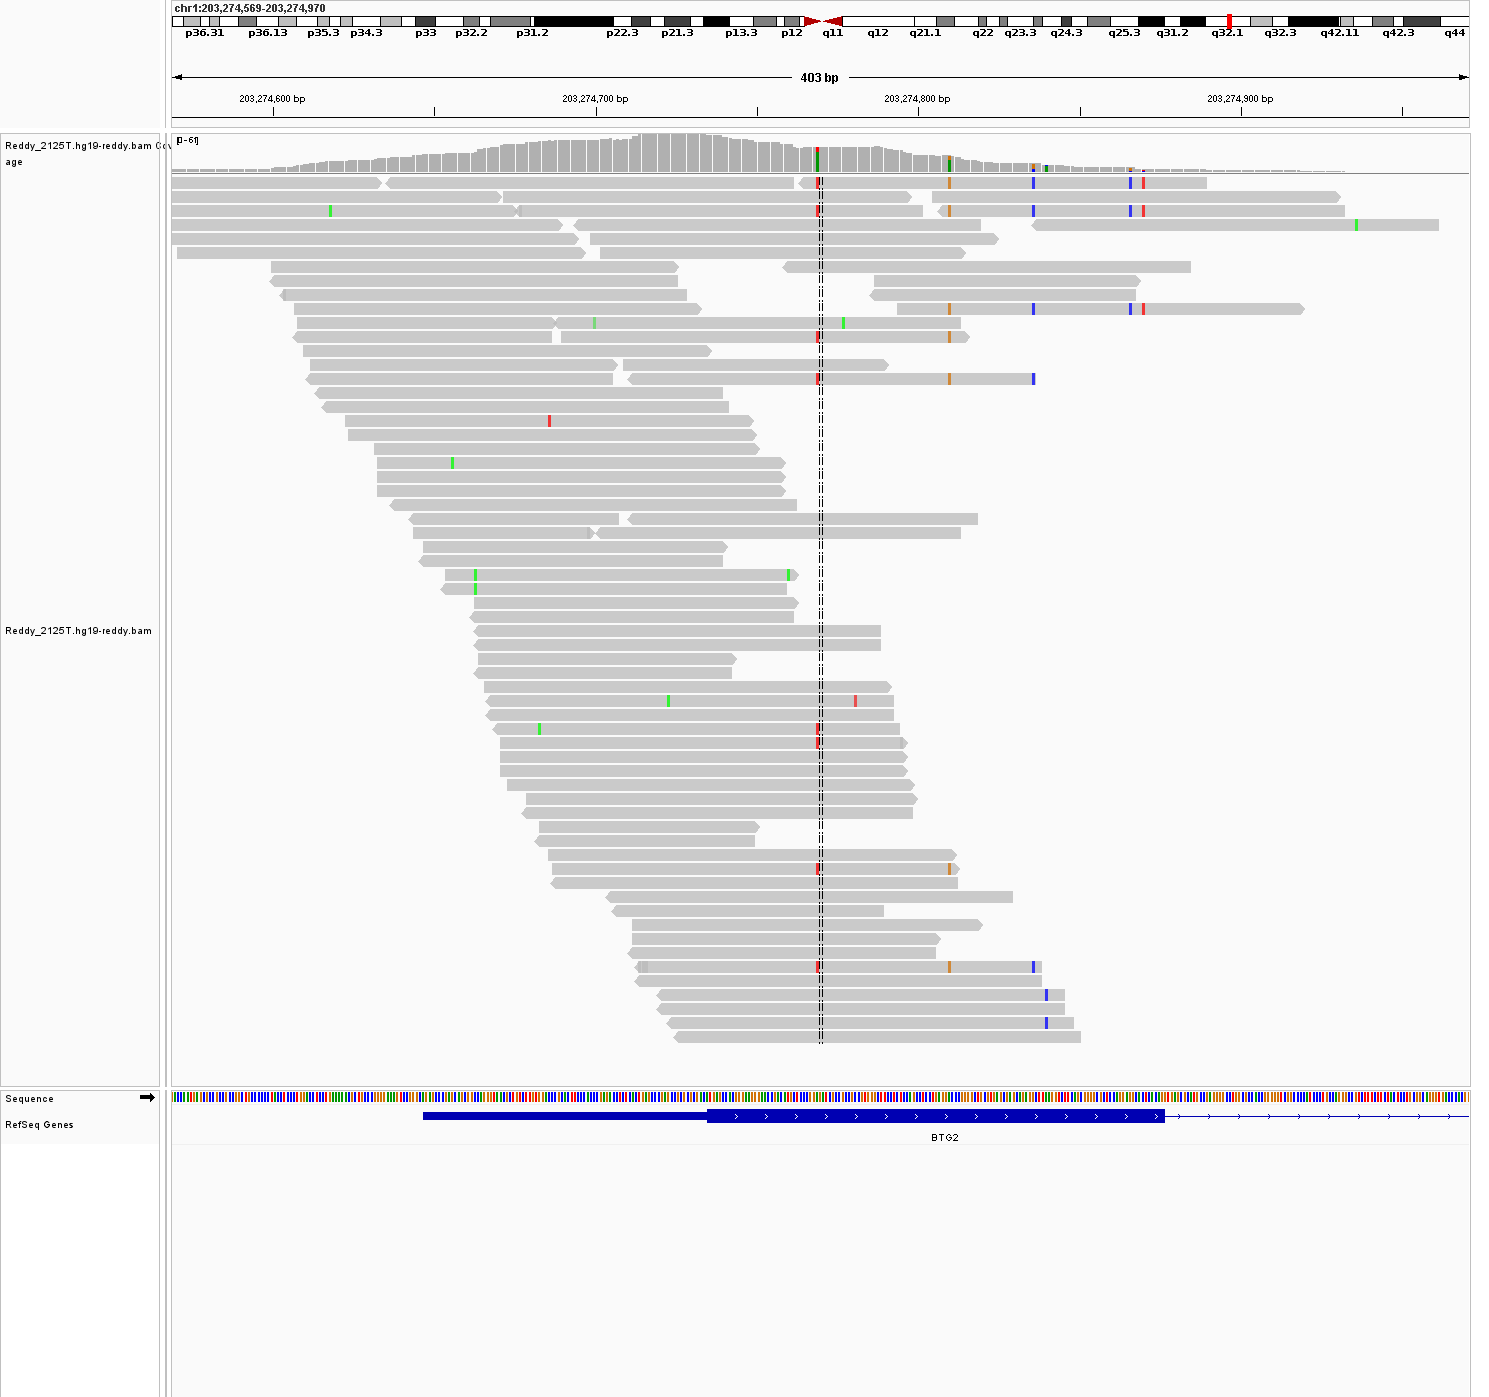 chr1:203,274,569-203,274,970
p36.31 p36.13 p35.3 p34.3 p33 p32.2 p31.2 p22.3 p21.3 p13.3 p12 q11 q12 q21.1 q22 q23.3 q24.3 q25.3 q31.2 q32.1 q32.3 q42.11 q42.3 q44
403 bp
203,274,600 bp 203,274,700 bp 203,274,800 bp 203,274,900 bp
Reddy_2125T.hg19-reddy.bam Cov
age
[0-61]
Reddy_2125T.hg19-reddy.bam
Sequence
RefSeq Genes
BTG2